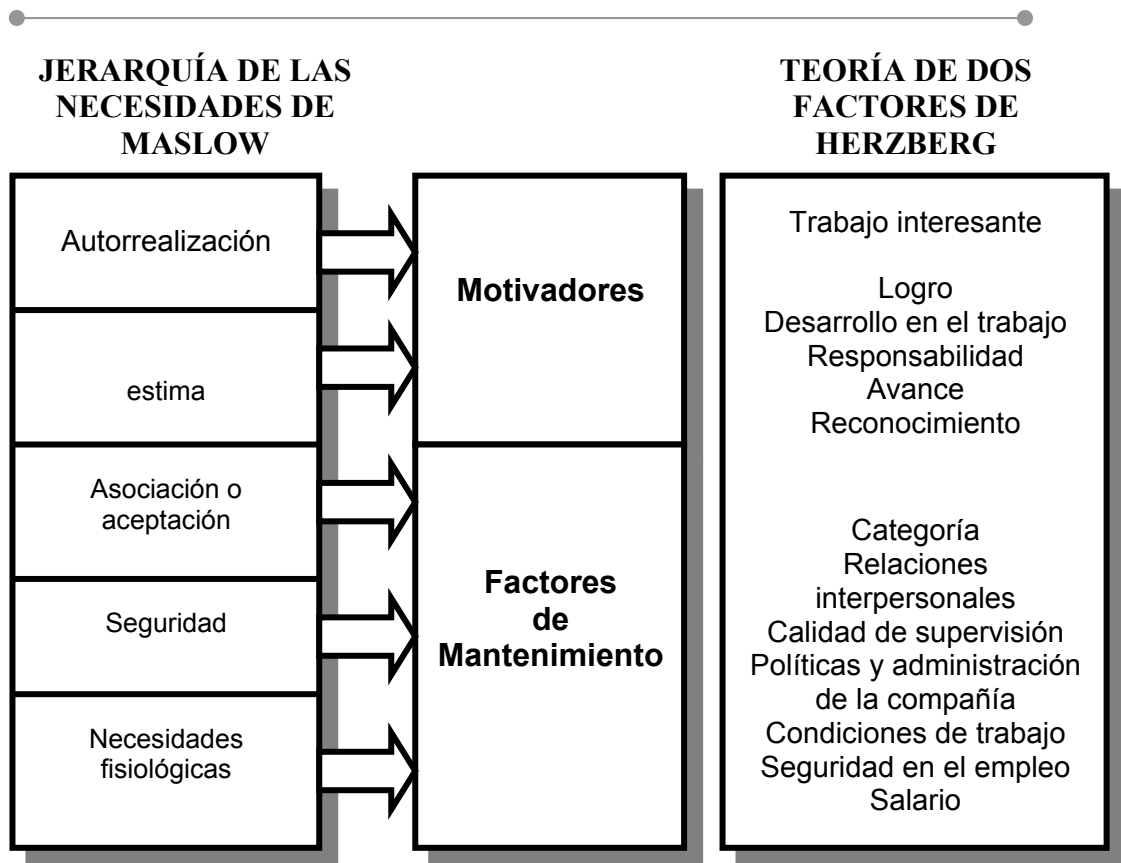 JERARQUÍA DE LAS
NECESIDADES DE
MASLOW
TEORÍA DE DOS
FACTORES DE
HERZBERG
Autorrealización
estima
Asociación o
aceptación
Seguridad
Necesidades
fisiológicas
Motivadores
Factores
de
Mantenimiento
Trabajo interesante
Logro
Desarrollo en el trabajo
Responsabilidad
Avance
Reconocimiento
Categoría
Relaciones
interpersonales
Calidad de supervisión
Políticas y administración
de la compañía
Condiciones de trabajo
Seguridad en el empleo
Salario